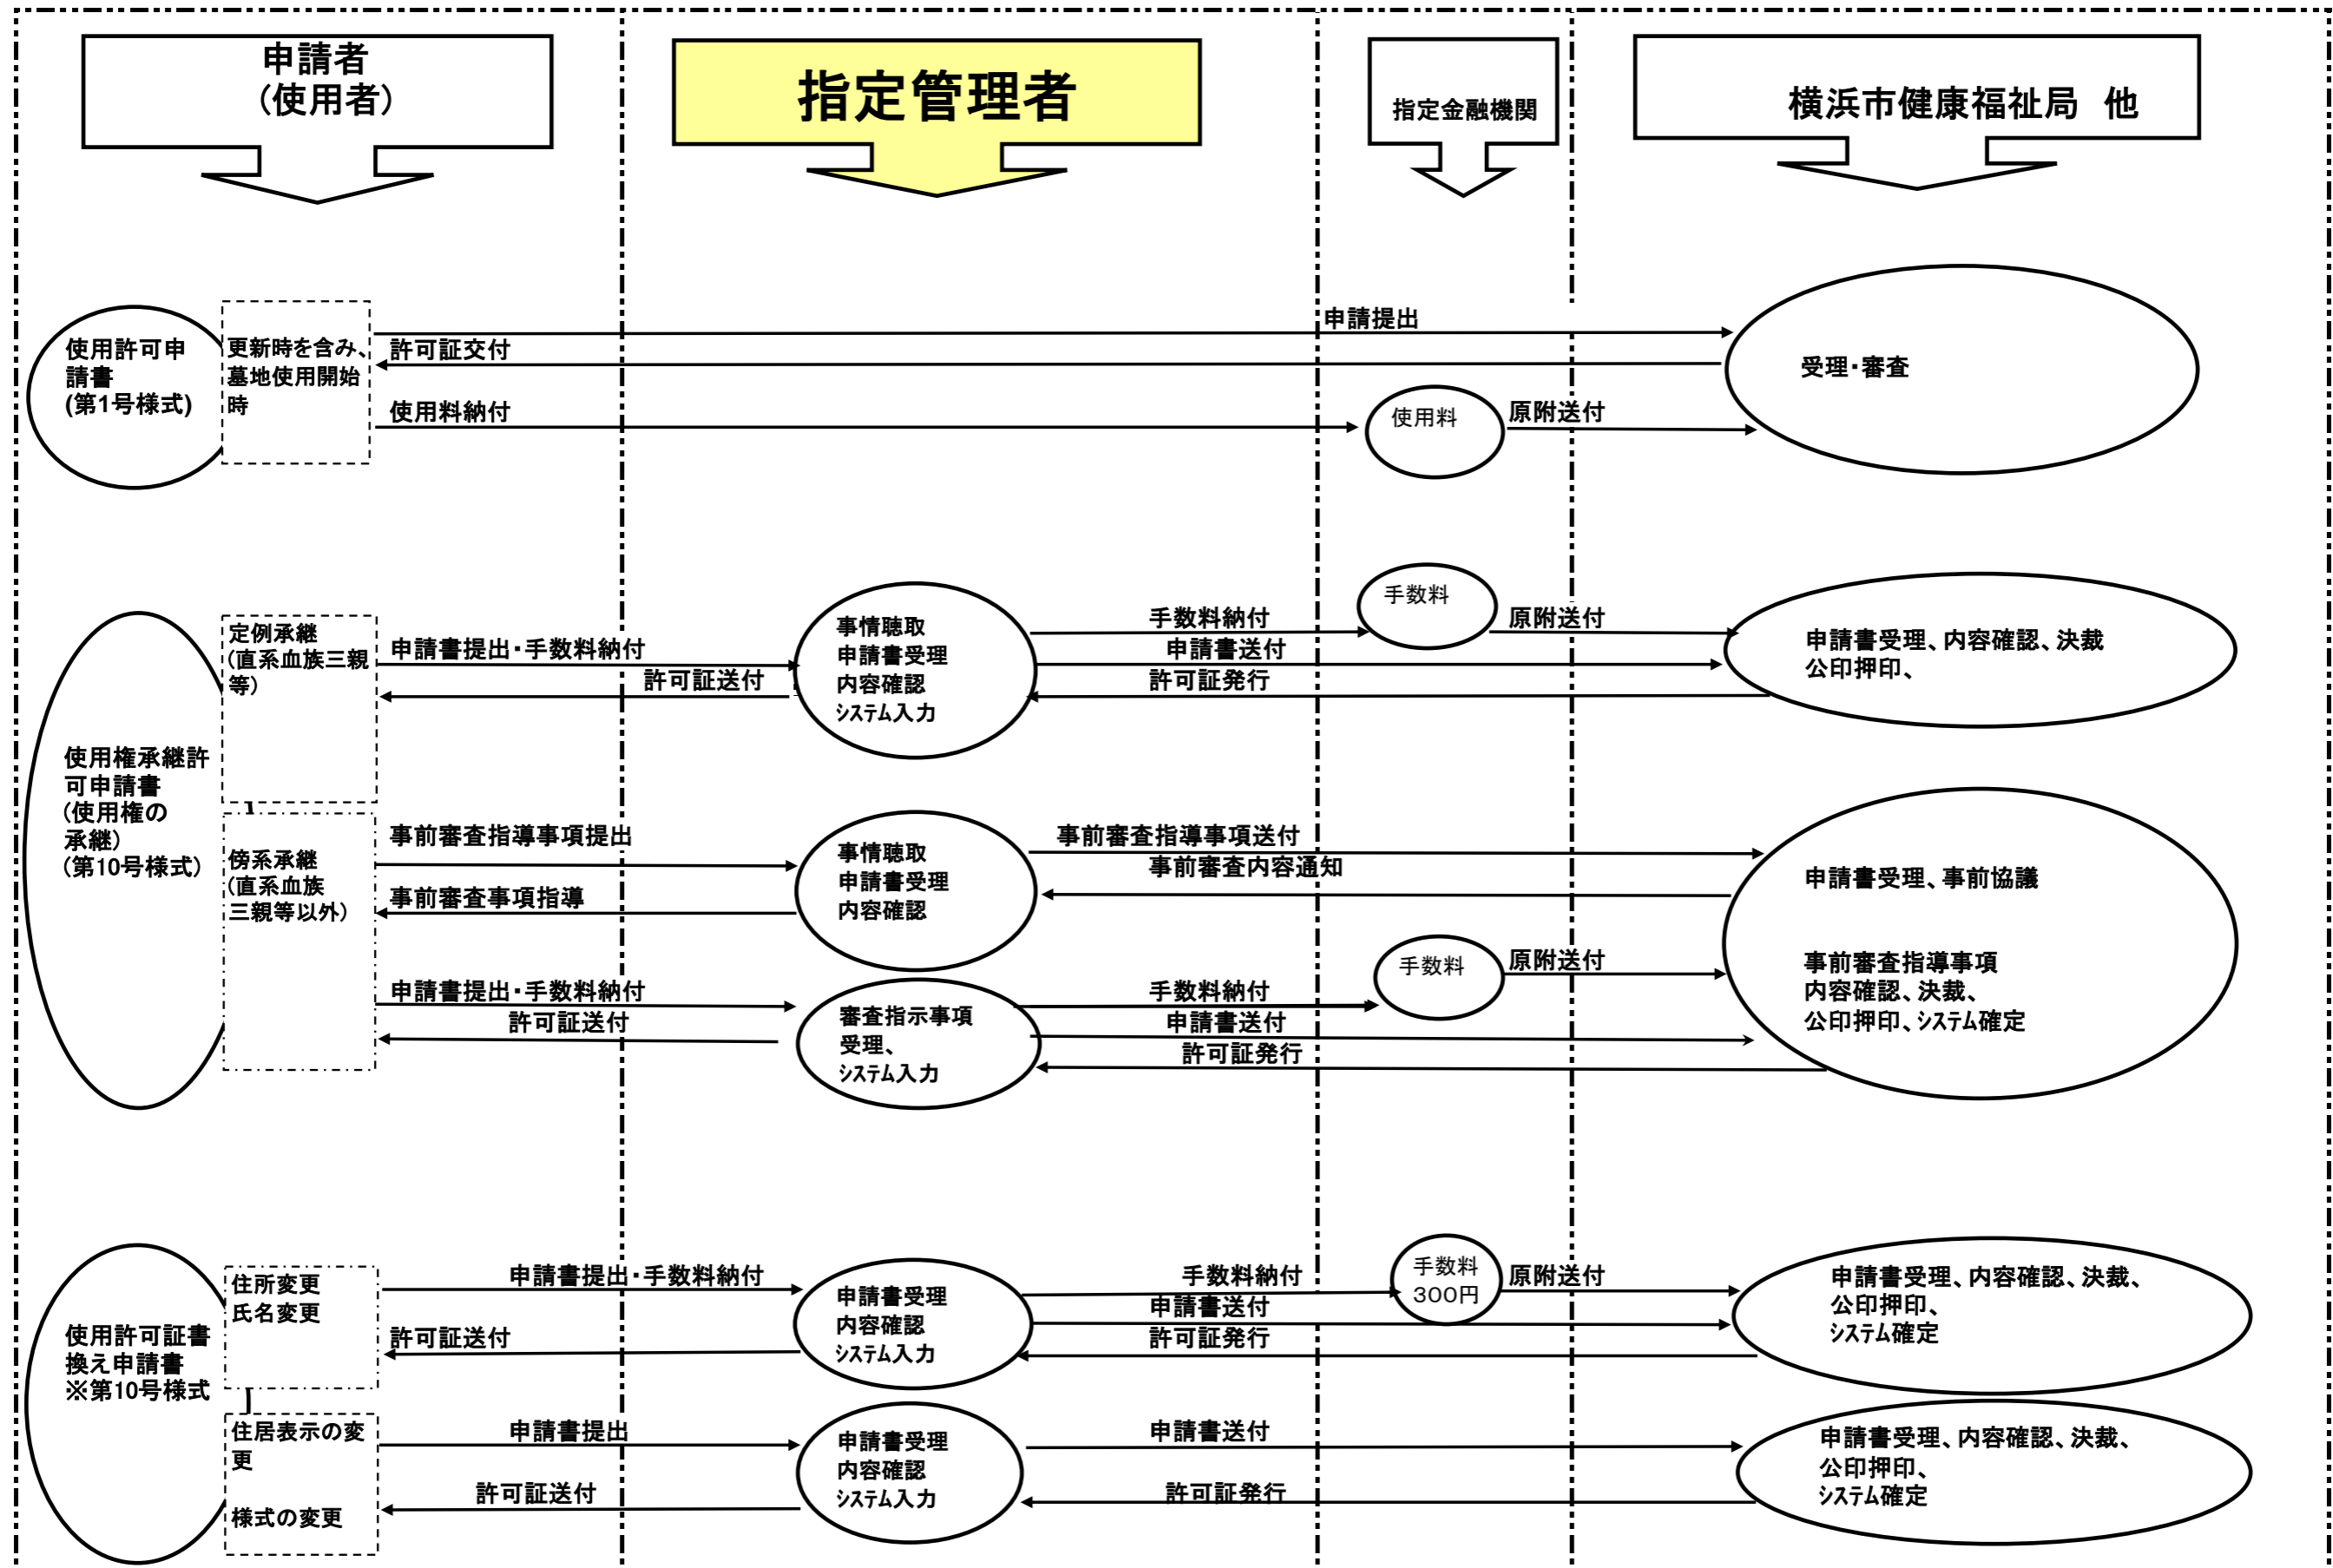 申請者
(使用者)
指定管理者
指定金融機関
横浜市健康福祉局　他
使用許可申
請書
(第1号様式)
更新時を含み、
墓地使用開始
時
申請提出
許可証交付
使用料納付
使用料
原附送付
受理・審査
使用権承継許
可申請書
(使用権の
承継)
(第10号様式)
定例承継
(直系血族三親
等)
申請書提出・手数料納付
許可証送付
事情聴取
申請書受理
内容確認
システム入力
手数料納付
申請書送付
許可証発行
手数料
原附送付
申請書受理、内容確認、決裁
公印押印、
傍系承継
(直系血族
三親等以外)
事前審査指導事項提出
事前審査事項指導
事情聴取
申請書受理
内容確認
事前審査指導事項送付
事前審査内容通知
申請書受理、事前協議
事前審査指導事項
内容確認、決裁、
公印押印、システム確定
申請書提出・手数料納付
許可証送付
審査指示事項
受理、
システム入力
手数料納付
申請書送付
許可証発行
手数料
原附送付
使用許可証書
換え申請書
※第10号様式
住所変更
氏名変更
申請書提出・手数料納付
許可証送付
申請書受理
内容確認
システム入力
手数料納付
申請書送付
許可証発行
手数料
300円
原附送付
申請書受理、内容確認、決裁、
公印押印、
システム確定
住居表示の変
更
様式の変更
申請書提出
許可証送付
申請書受理
内容確認
システム入力
申請書送付
許可証発行
申請書受理、内容確認、決裁、
公印押印、
システム確定